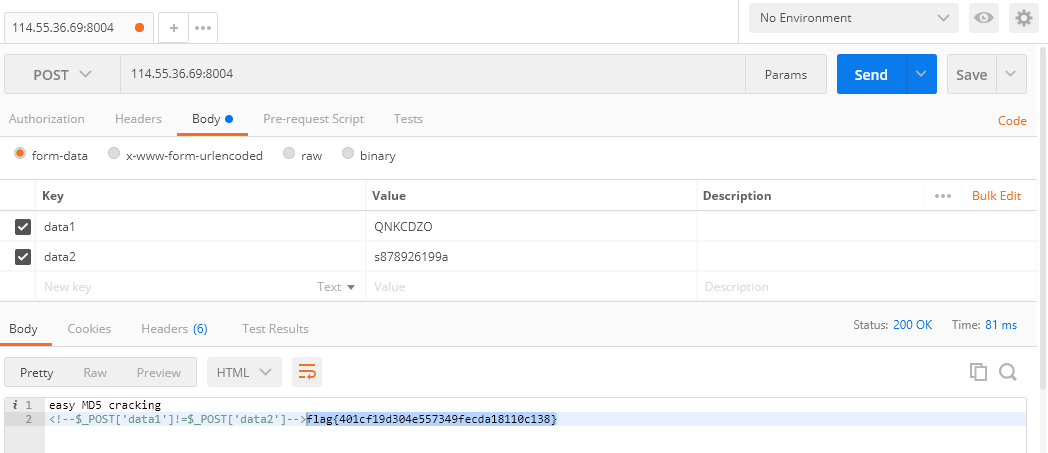 114.55.36.69:8004
No Environment
POST 114.55.36.69:8004 Params Send Save
Authorization Headers Body Pre-request Script Tests Code
form-data x-www-form-urlencoded raw binary
Key Value Description ••• Bulk Edit
data1 QNKCDZO
data2 s878926199a
New key Text Value Description
Body Cookies Headers (6) Test Results Status: 200 OK Time: 81 ms
Pretty Raw Preview HTML
i 1 easy MD5 cracking
2 <!--$_POST['data1']!=$_POST['data2']-->flag{401cf19d304e557349fecda18110c138}